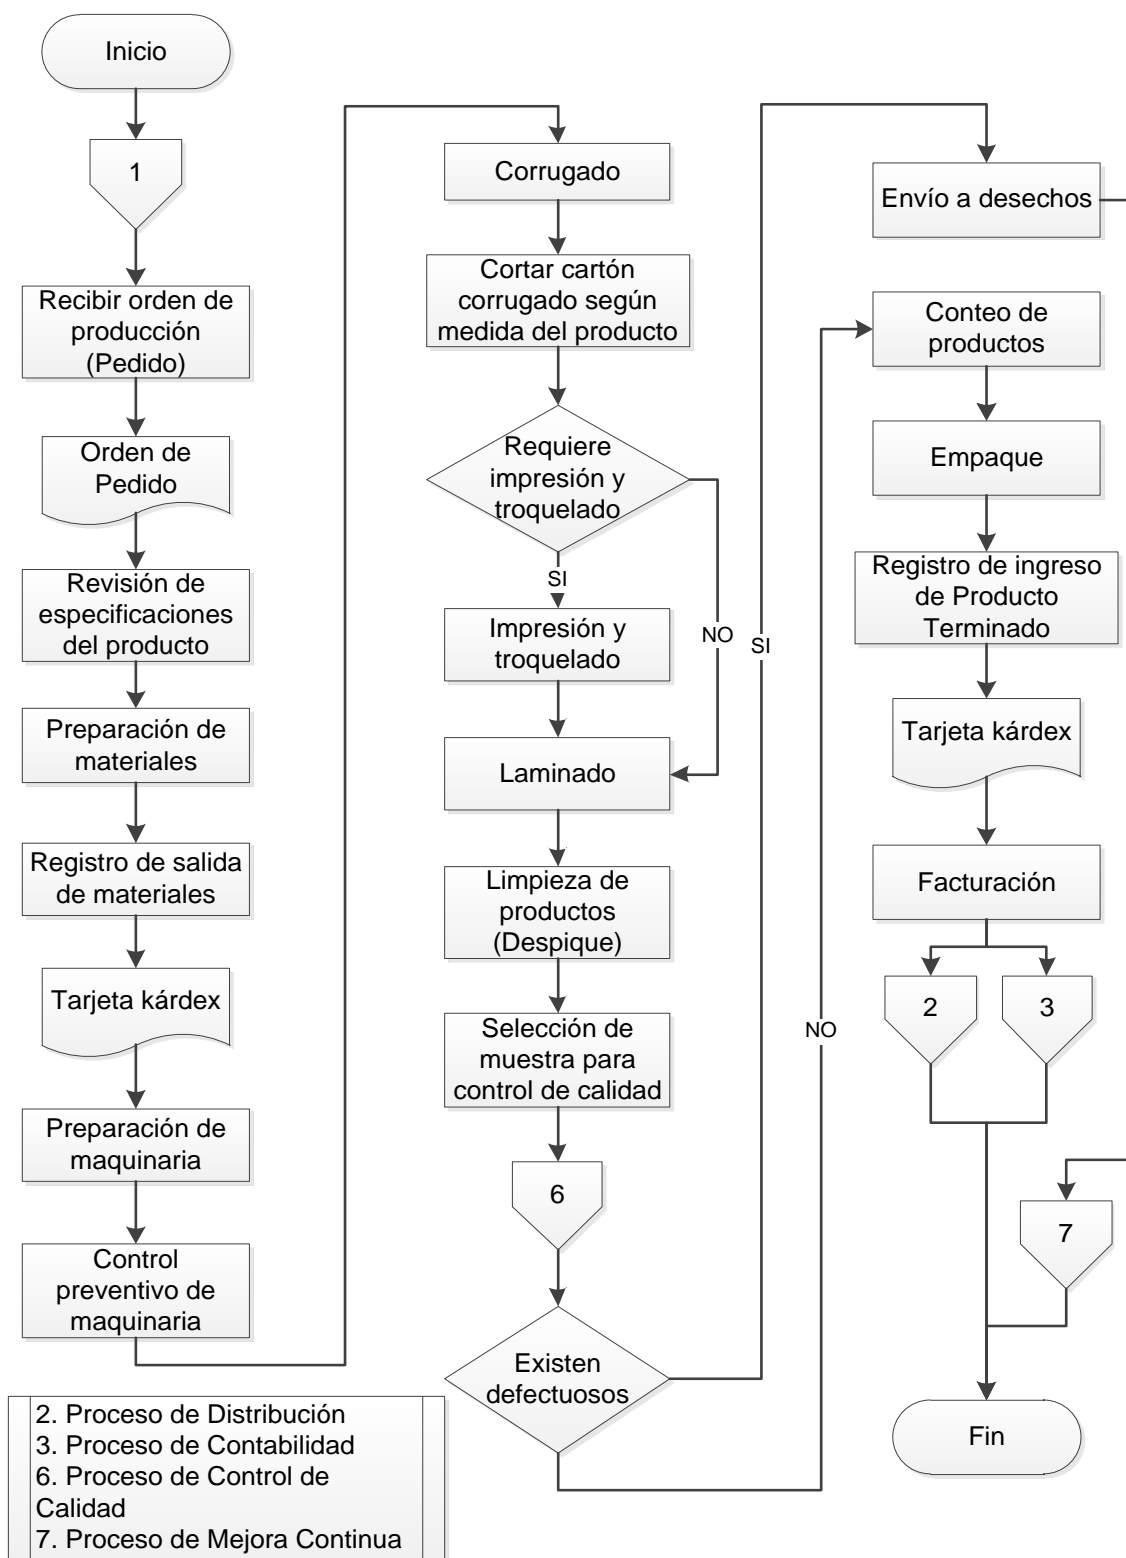 Inicio
1
Recibir orden de
producción
(Pedido)
Orden de
Pedido
Revisión de
especificaciones
del producto
Preparación de
materiales
Registro de salida
de materiales
Tarjeta kárdex
Preparación de
maquinaria
Control
preventivo de
maquinaria
Corrugado
Cortar cartón
corrugado según
medida del producto
Requiere
impresión y
troquelado
SI
NO
Impresión y
troquelado
Laminado
Limpieza de
productos
(Despique)
Selección de
muestra para
control de calidad
6
Existen
defectuosos
SI
NO
Envío a desechos
Conteo de
productos
Empaque
Registro de ingreso
de Producto
Terminado
Tarjeta kárdex
Facturación
2
3
7
Fin
2. Proceso de Distribución
3. Proceso de Contabilidad
6. Proceso de Control de
Calidad
7. Proceso de Mejora Continua